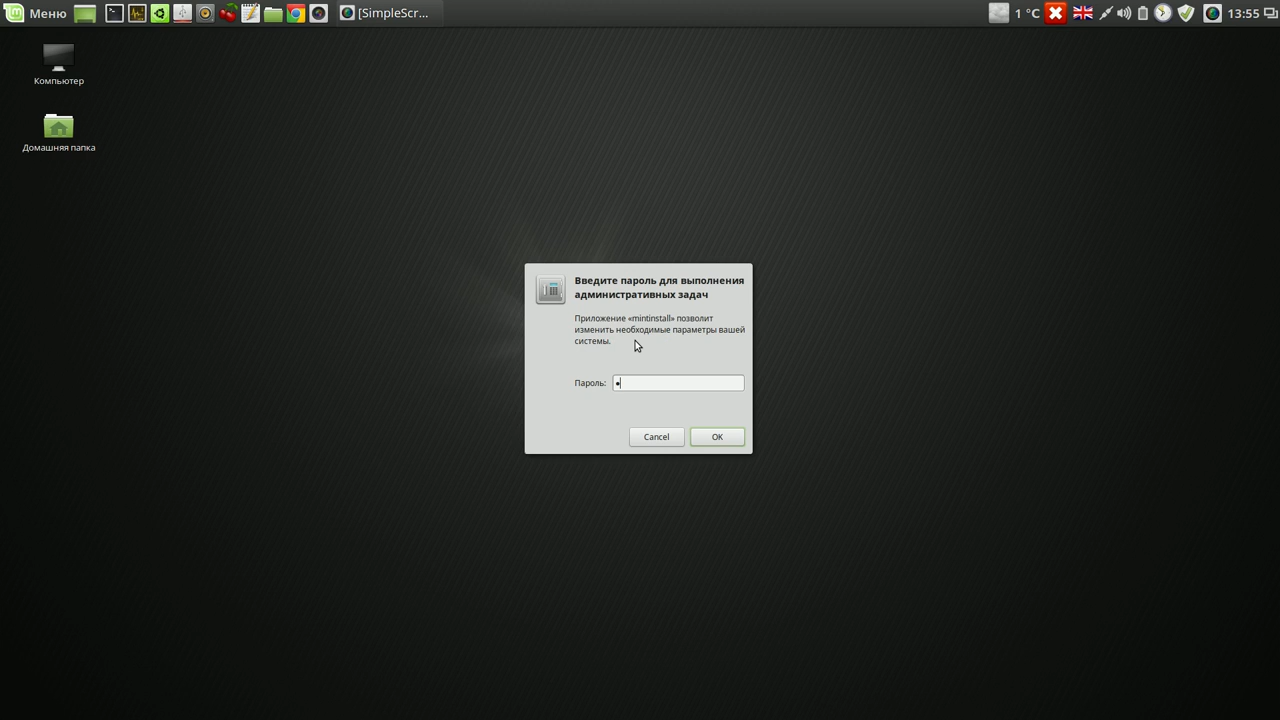 Меню
[SimpleScr...
1 °C
13:55
Компьютер
Домашняя папка
Введите пароль для выполнения
административных задач
Приложение «mintinstall» позволит
изменить необходимые параметры вашей
системы.
Пароль:
Cancel
OK